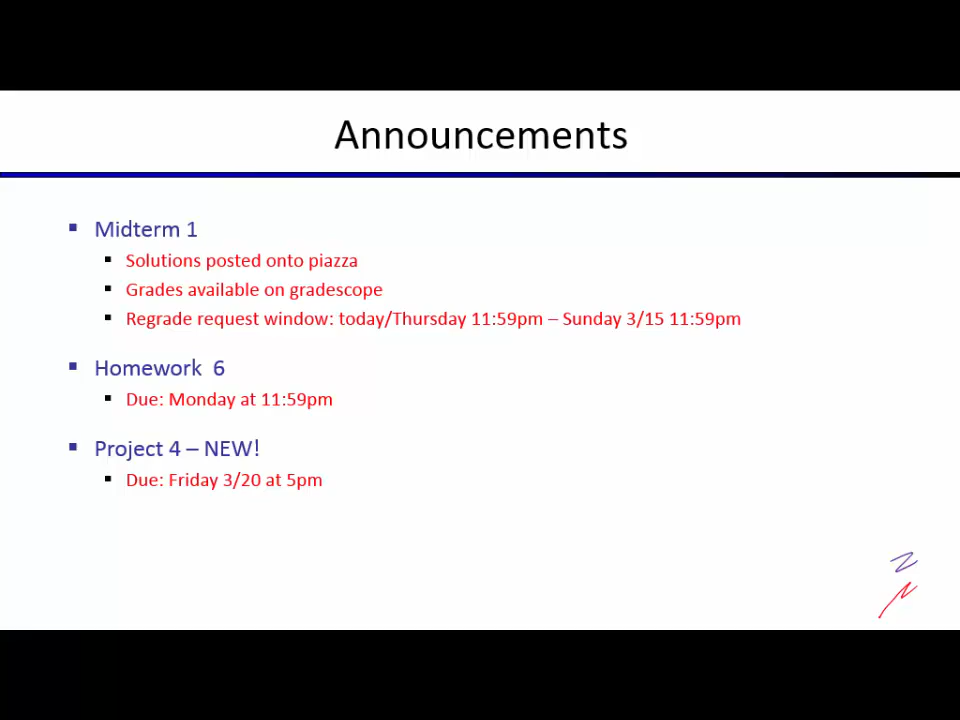 Announcements
Midterm 1
Solutions posted onto piazza
Grades available on gradescope
Regrade request window: today/Thursday 11:59pm – Sunday 3/15 11:59pm
Homework 6
Due: Monday at 11:59pm
Project 4 – NEW!
Due: Friday 3/20 at 5pm